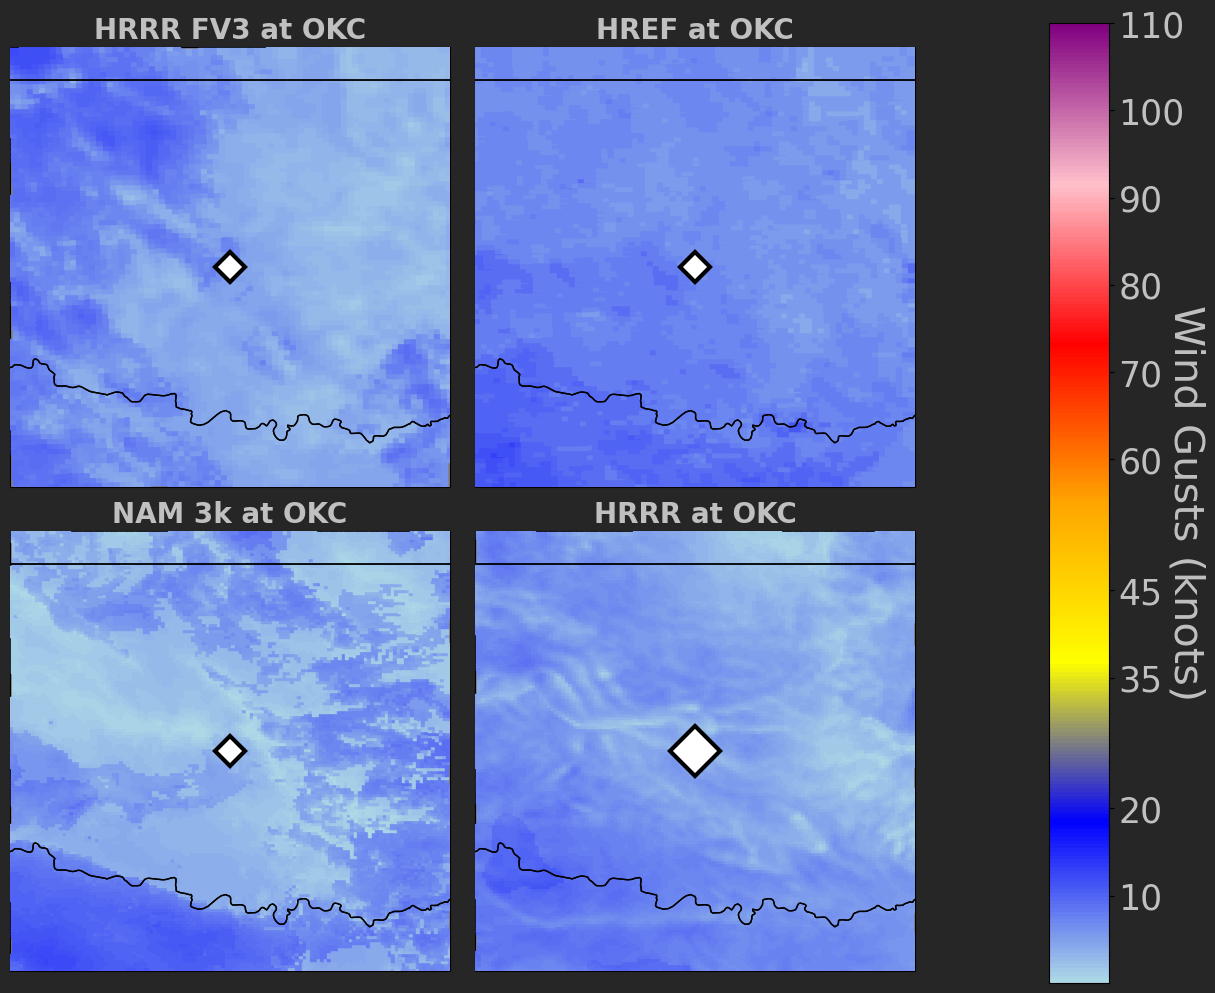 HRRR FV3 at OKC
HREF at OKC
NAM 3k at OKC
HRRR at OKC
110
100
90
80
70
60
45
35
20
10
Wind Gusts (knots)